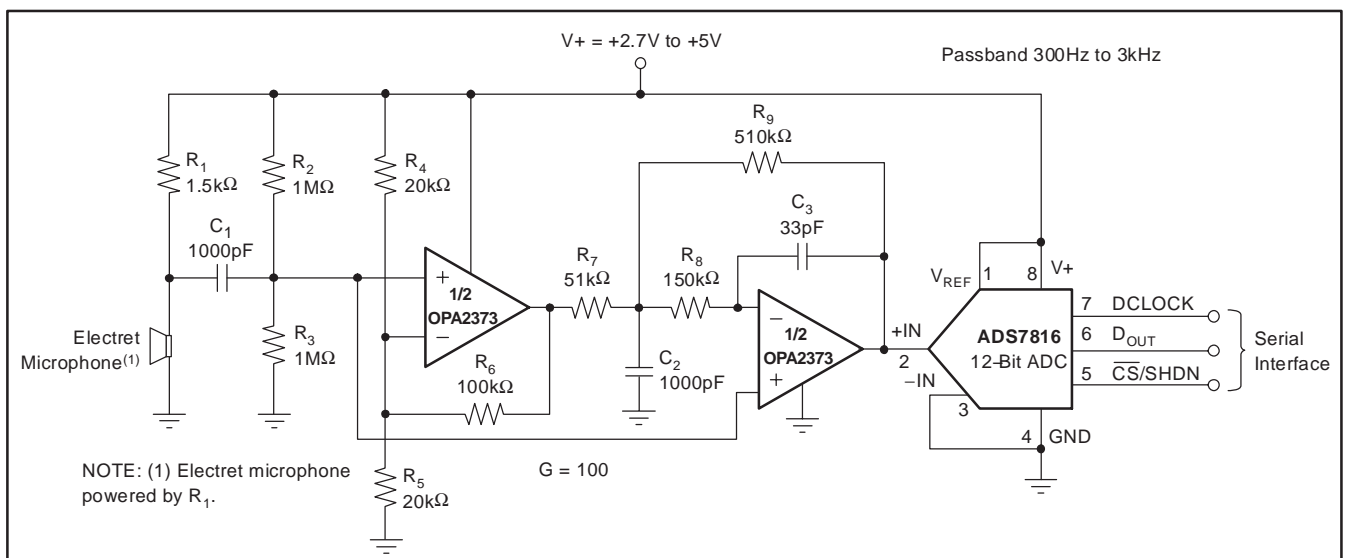 V+ = +2.7V to +5V
Passband 300Hz to 3kHz
R1
1.5kΩ
R2
1MΩ
R4
20kΩ
R9
510kΩ
C3
33pF
C1
1000pF
R7
51kΩ
R8
150kΩ
VREF
1
8
V+
+
1/2
OPA2373
−
−
1/2
OPA2373
+
+IN
2
−IN
3
ADS7816
12–Bit ADC
7
DCLOCK
6
DOUT
5
CS/SHDN
Serial
Interface
Electret
Microphone(1)
R3
1MΩ
R6
100kΩ
C2
1000pF
4
GND
NOTE: (1) Electret microphone
powered by R1.
R5
20kΩ
G = 100